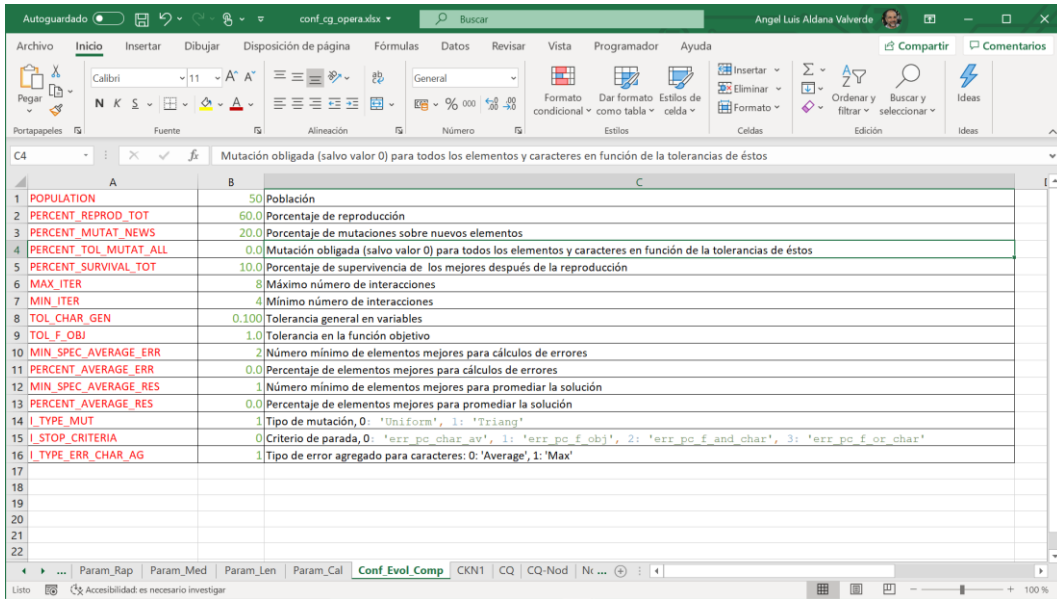 Autoguardado conf_cg_opera.xlsx Buscar Angel Luis Aldana Valverde
Archivo Inicio Insertar Dibujar Disposición de página Fórmulas Datos Revisar Vista Programador Ayuda Compartir Comentarios
Pegar
Calibri 11
N K S
General
% 000
Formato condicional
Dar formato como tabla
Estilos de celda
Insertar
Eliminar
Formato
Ordenar y filtrar
Buscar y seleccionar
Ideas
Portapapeles Fuente Alineación Número Estilos Celdas Edición Ideas
C4 fx Mutación obligada (salvo valor 0) para todos los elementos y caracteres en función de la tolerancias de éstos
A B C
1 POPULATION 50 Población
2 PERCENT_REPROD_TOT 60.0 Porcentaje de reproducción
3 PERCENT_MUTAT_NEWS 20.0 Porcentaje de mutaciones sobre nuevos elementos
4 PERCENT_TOL_MUTAT_ALL 0.0 Mutación obligada (salvo valor 0) para todos los elementos y caracteres en función de la tolerancias de éstos
5 PERCENT_SURVIVAL_TOT 10.0 Porcentaje de supervivencia de los mejores después de la reproducción
6 MAX_ITER 8 Máximo número de interacciones
7 MIN_ITER 4 Mínimo número de interacciones
8 TOL_CHAR_GEN 0.100 Tolerancia general en variables
9 TOL_F_OBJ 1.0 Tolerancia en la función objetivo
10 MIN_SPEC_AVERAGE_ERR 2 Número mínimo de elementos mejores para cálculos de errores
11 PERCENT_AVERAGE_ERR 0.0 Percentaje de elementos mejores para cálculos de errores
12 MIN_SPEC_AVERAGE_RES 1 Número mínimo de elementos mejores para promediar la solución
13 PERCENT_AVERAGE_RES 0.0 Percentaje de elementos mejores para promediar la solución
14 I_TYPE_MUT 1 Tipo de mutación, 0: 'Uniform', 1: 'Triang'
15 I_STOP_CRITERIA 0 Criterio de parada, 0: 'err_pc_char_av', 1: 'err_pc_f_obj', 2: 'err_pc_f_and_char', 3: 'err_pc_f_or_char'
16 I_TYPE_ERR_CHAR_AG 1 Tipo de error agregado para caracteres: 0: 'Average', 1: 'Max'
17
18
19
20
21
22
... Param_Rap Param_Med Param_Len Param_Cal Conf_Evol_Comp CKN1 CQ CQ-Nod ...
Listo Accesibilidad: es necesario investigar 100 %